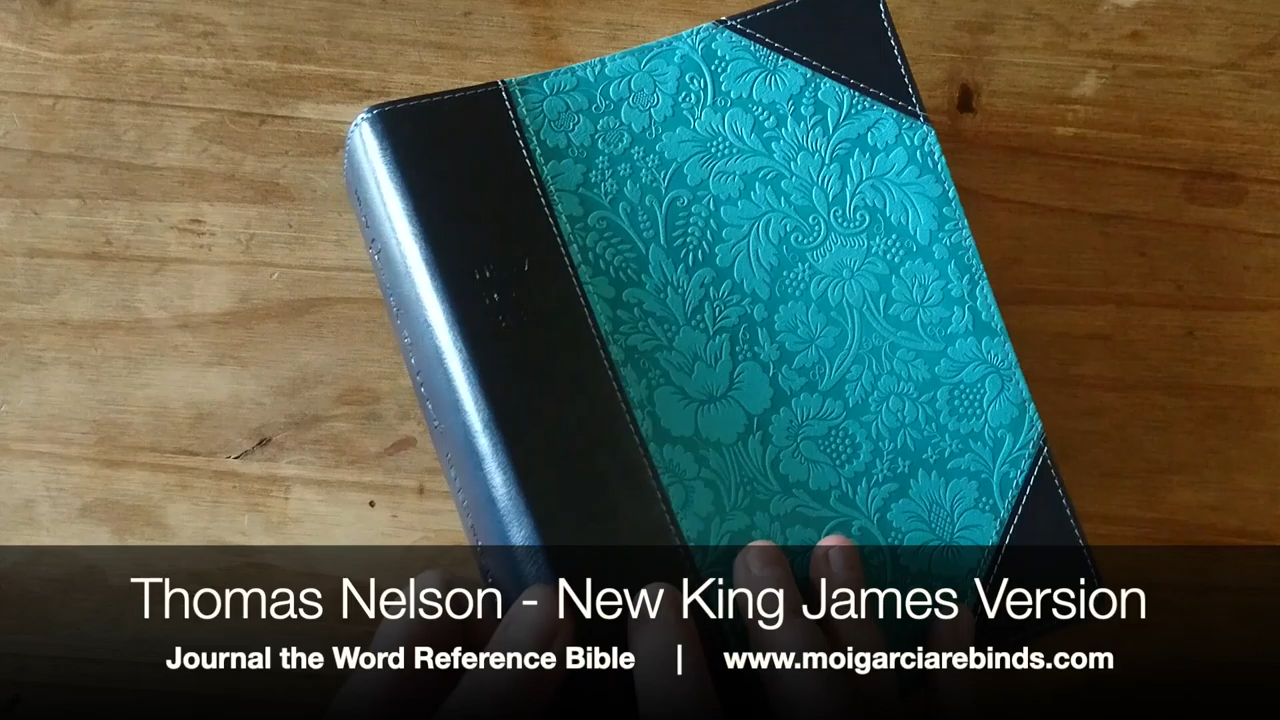 Thomas Nelson - New King James Version
Journal the Word Reference Bible | www.moigarciarebinds.com